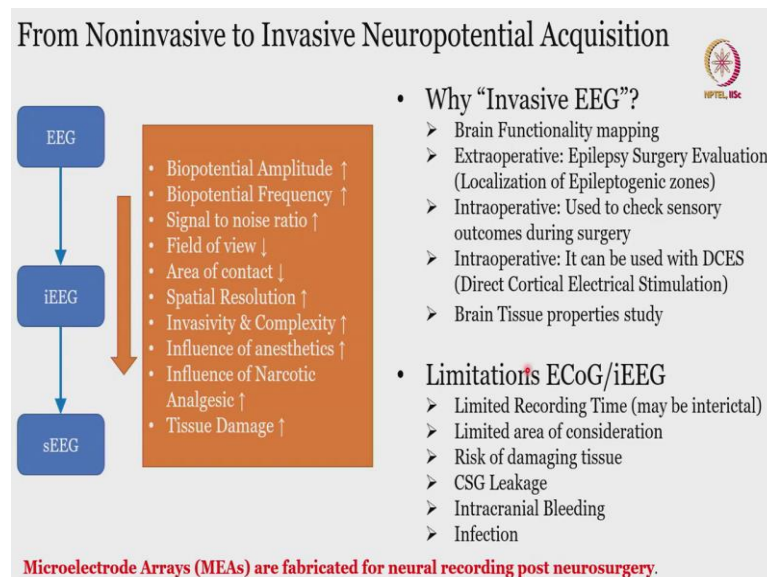 From Noninvasive to Invasive Neuropotential Acquisition
NPTEL, IISc
EEG
iEEG
sEEG
• Biopotential Amplitude ↑
• Biopotential Frequency ↑
• Signal to noise ratio ↑
• Field of view ↓
• Area of contact ↓
• Spatial Resolution ↑
• Invasivity & Complexity ↑
• Influence of anesthetics ↑
• Influence of Narcotic
Analgesic ↑
• Tissue Damage ↑
• Why “Invasive EEG”?
➢ Brain Functionality mapping
➢ Extraoperative: Epilepsy Surgery Evaluation
(Localization of Epileptogenic zones)
➢ Intraoperative: Used to check sensory
outcomes during surgery
➢ Intraoperative: It can be used with DCES
(Direct Cortical Electrical Stimulation)
➢ Brain Tissue properties study
• Limitations ECoG/iEEG
➢ Limited Recording Time (may be interictal)
➢ Limited area of consideration
➢ Risk of damaging tissue
➢ CSG Leakage
➢ Intracranial Bleeding
➢ Infection
Microelectrode Arrays (MEAs) are fabricated for neural recording post neurosurgery.